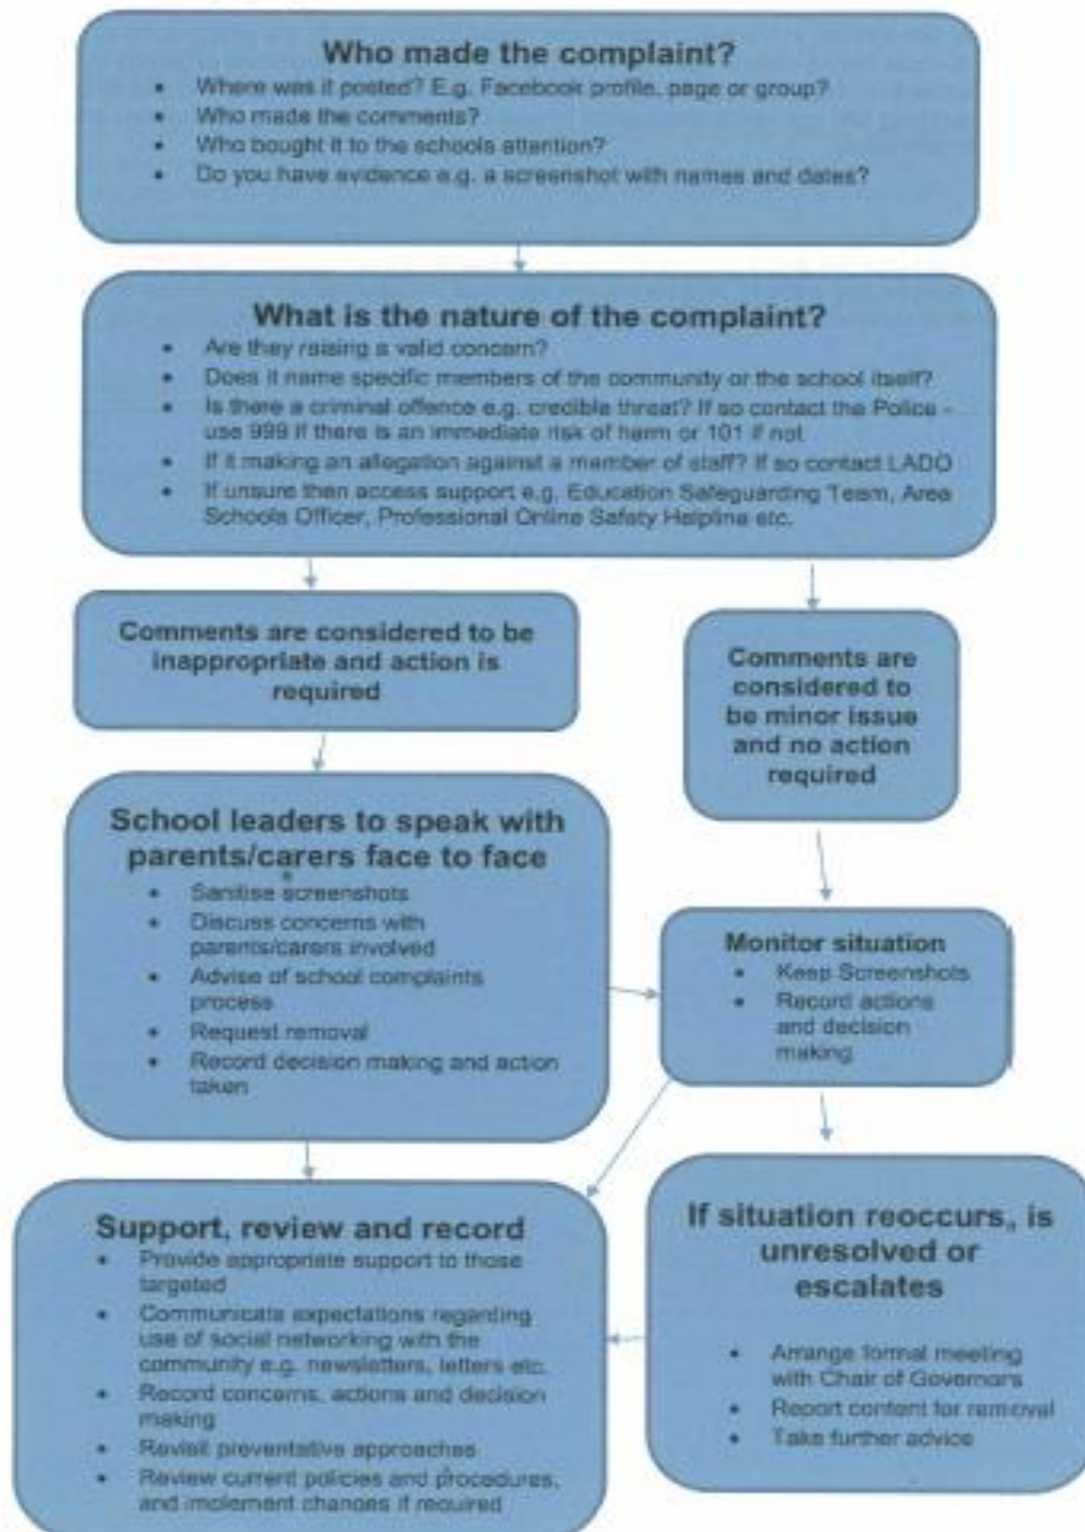 Who made the complaint?
• Where was it posted? E.g. Facebook profile, page or group?
• Who made the comments?
• Who bought it to the schools attention?
• Do you have evidence e.g. a screenshot with names and dates?
What is the nature of the complaint?
• Are they raising a valid concern?
• Does it name specific members of the community or the school itself?
• Is there a criminal offence e.g. credible threat? If so contact the Police -
use 999 if there is an immediate risk of harm or 101 if not
• If it making an allegation against a member of staff? If so contact LADO
• If unsure then access support e.g. Education Safeguarding Team, Area
Schools Officer, Professional Online Safety Helpline etc.
Comments are considered to be
inappropriate and action is
required
Comments are
considered to
be minor issue
and no action
required
School leaders to speak with
parents/carers face to face
• Sanitise screenshots
• Discuss concerns with
parents/carers involved
• Advise of school complaints
process
• Request removal
• Record decision making and action
taken
Monitor situation
• Keep Screenshots
• Record actions
and decision
making
Support, review and record
• Provide appropriate support to those
targeted
• Communicate expectations regarding
use of social networking with the
community e.g. newsletters, letters etc.
• Record concerns, actions and decision
making
• Revisit preventative approaches
• Review current policies and procedures,
and implement changes if required
If situation reoccurs, is
unresolved or
escalates
• Arrange formal meeting
with Chair of Governors
• Report content for removal
• Take further advice